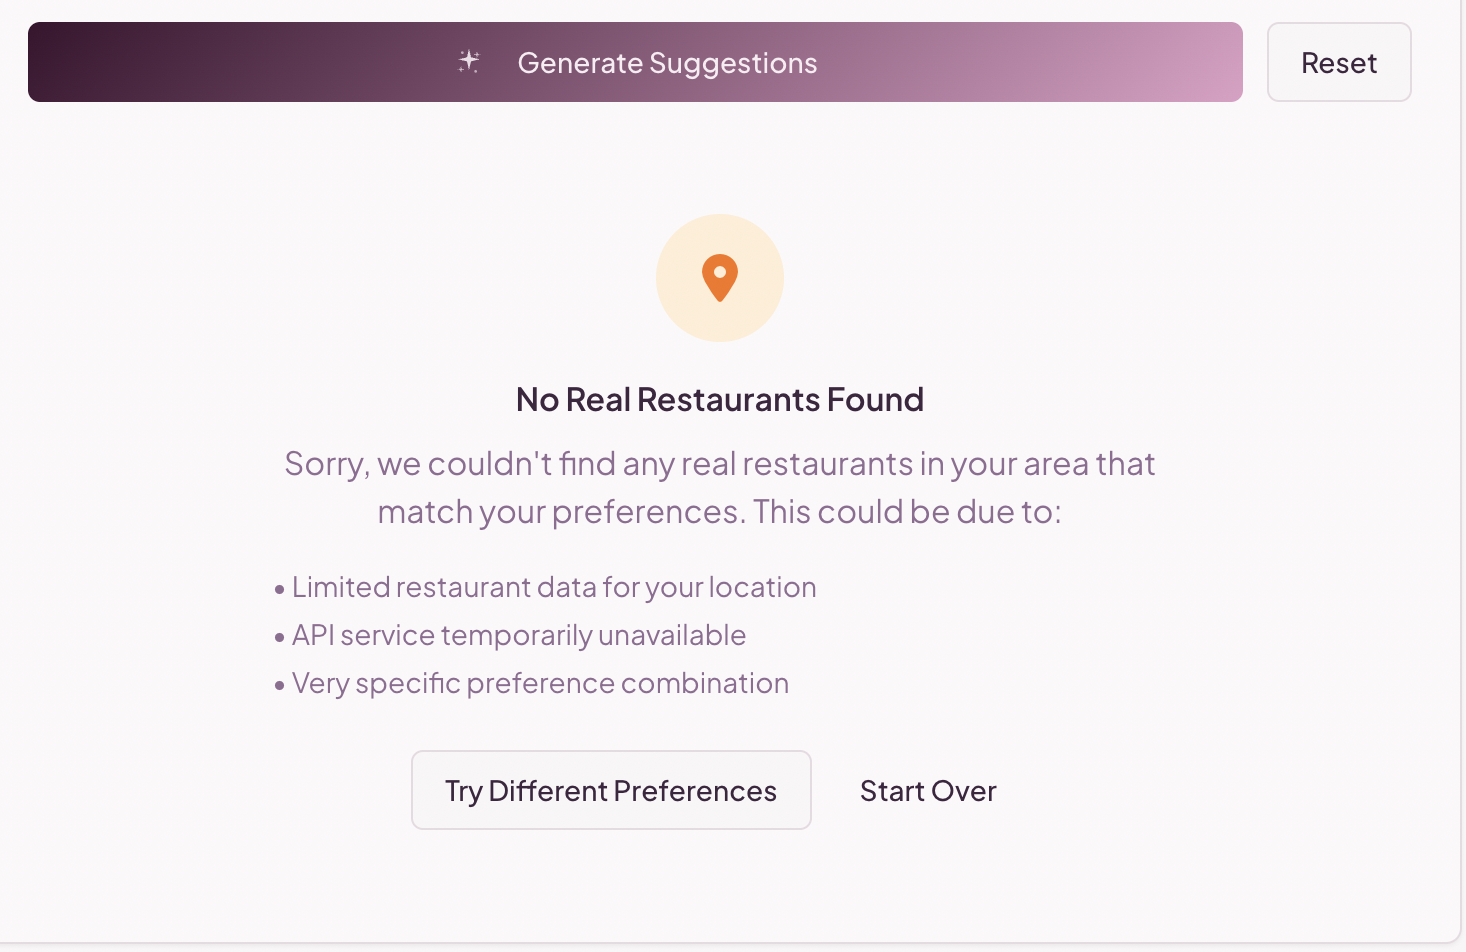 Generate Suggestions
Reset
No Real Restaurants Found
Sorry, we couldn't find any real restaurants in your area that
match your preferences. This could be due to:
• Limited restaurant data for your location
• API service temporarily unavailable
• Very specific preference combination
Try Different Preferences
Start Over